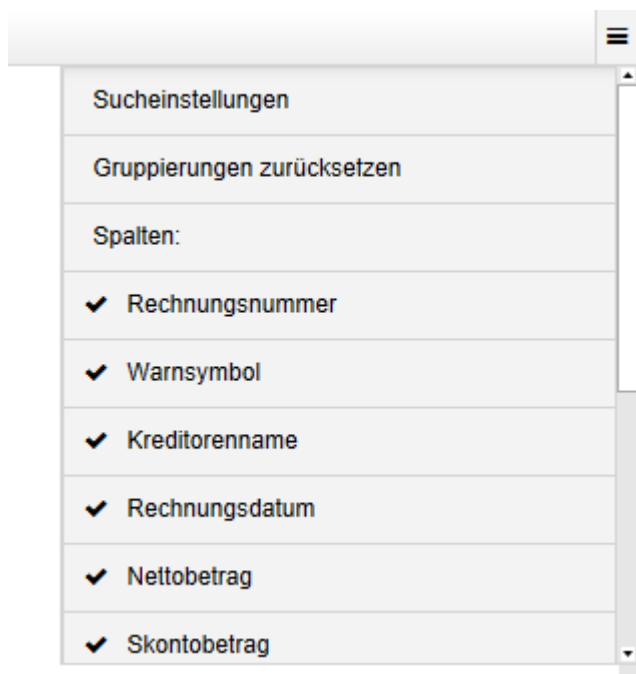 Sucheinstellungen
Gruppierungen zurücksetzen
Spalten:
Rechnungsnummer
Warnsymbol
Kreditorenname
Rechnungsdatum
Nettobetrag
Skontobetrag